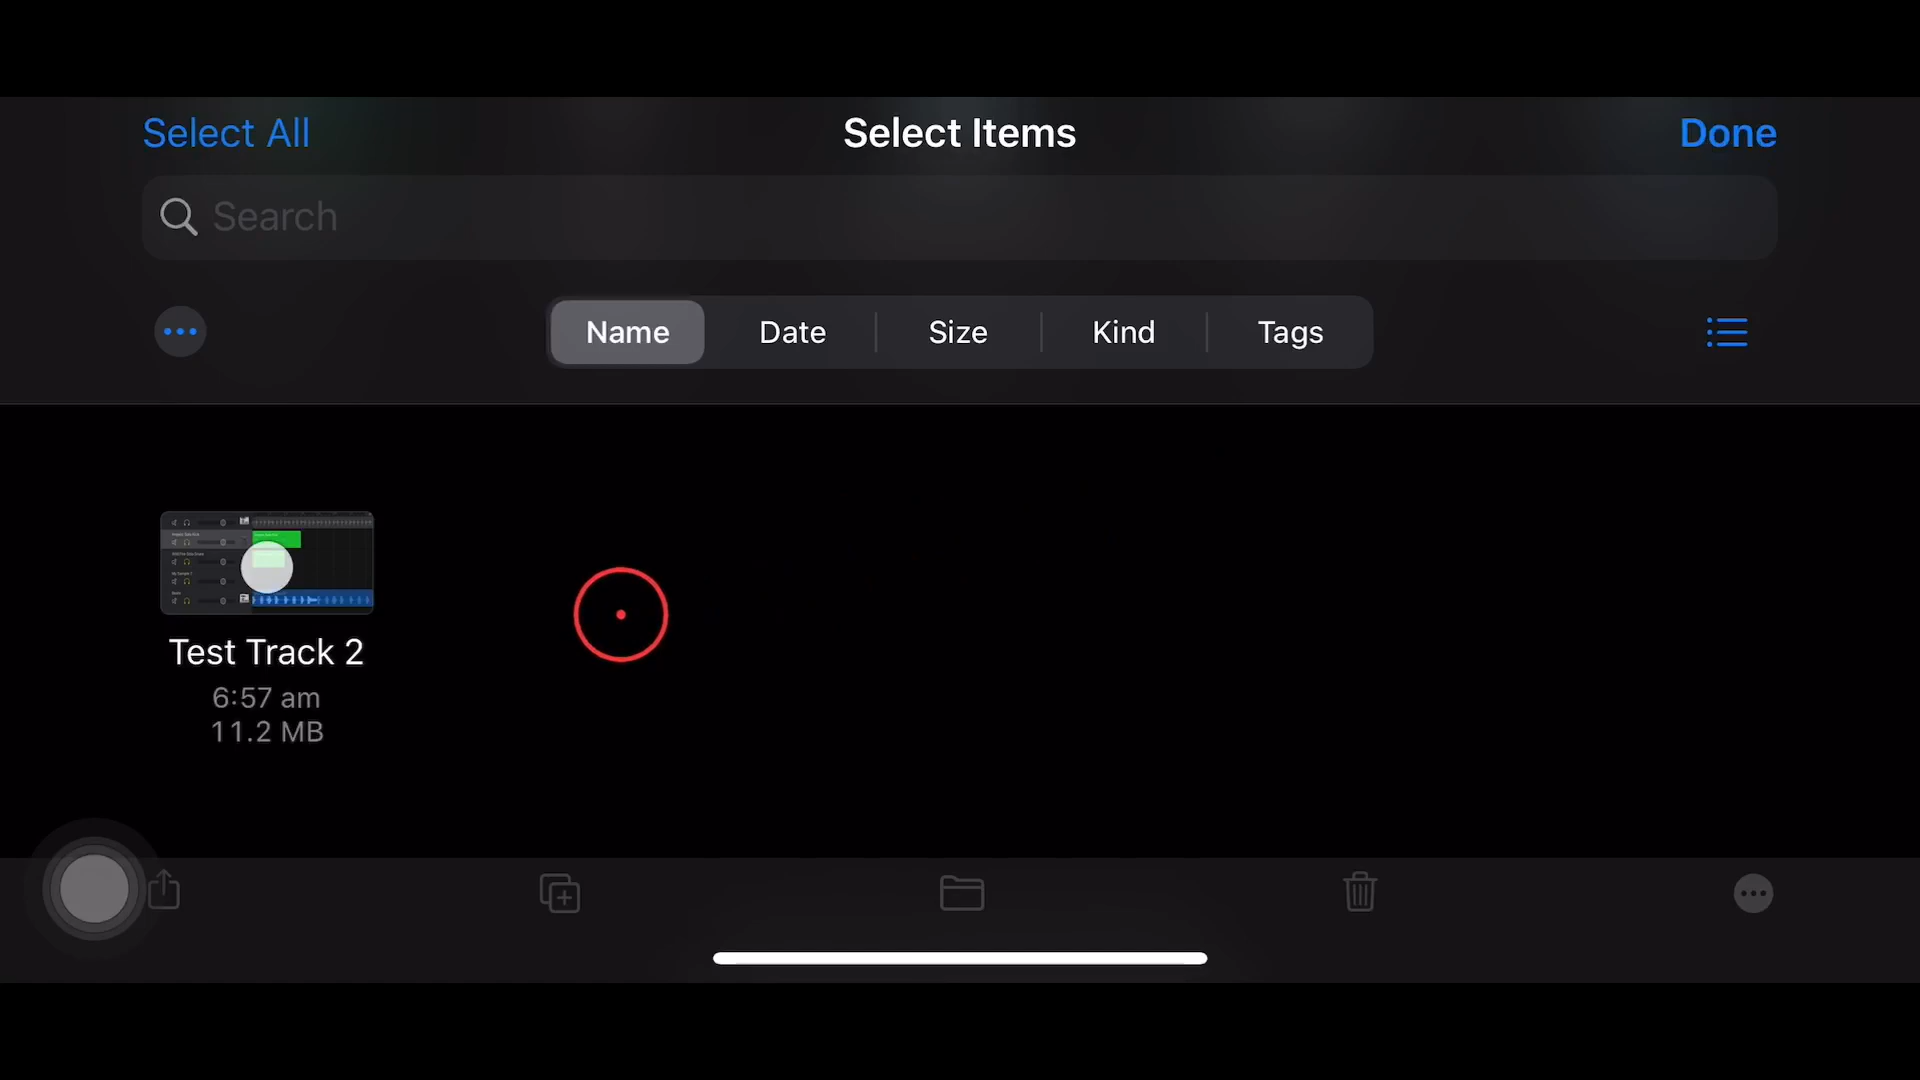 Select All
Select Items
Done
Search
Name
Date
Size
Kind
Tags
Test Track 2
6:57 am
11.2 MB